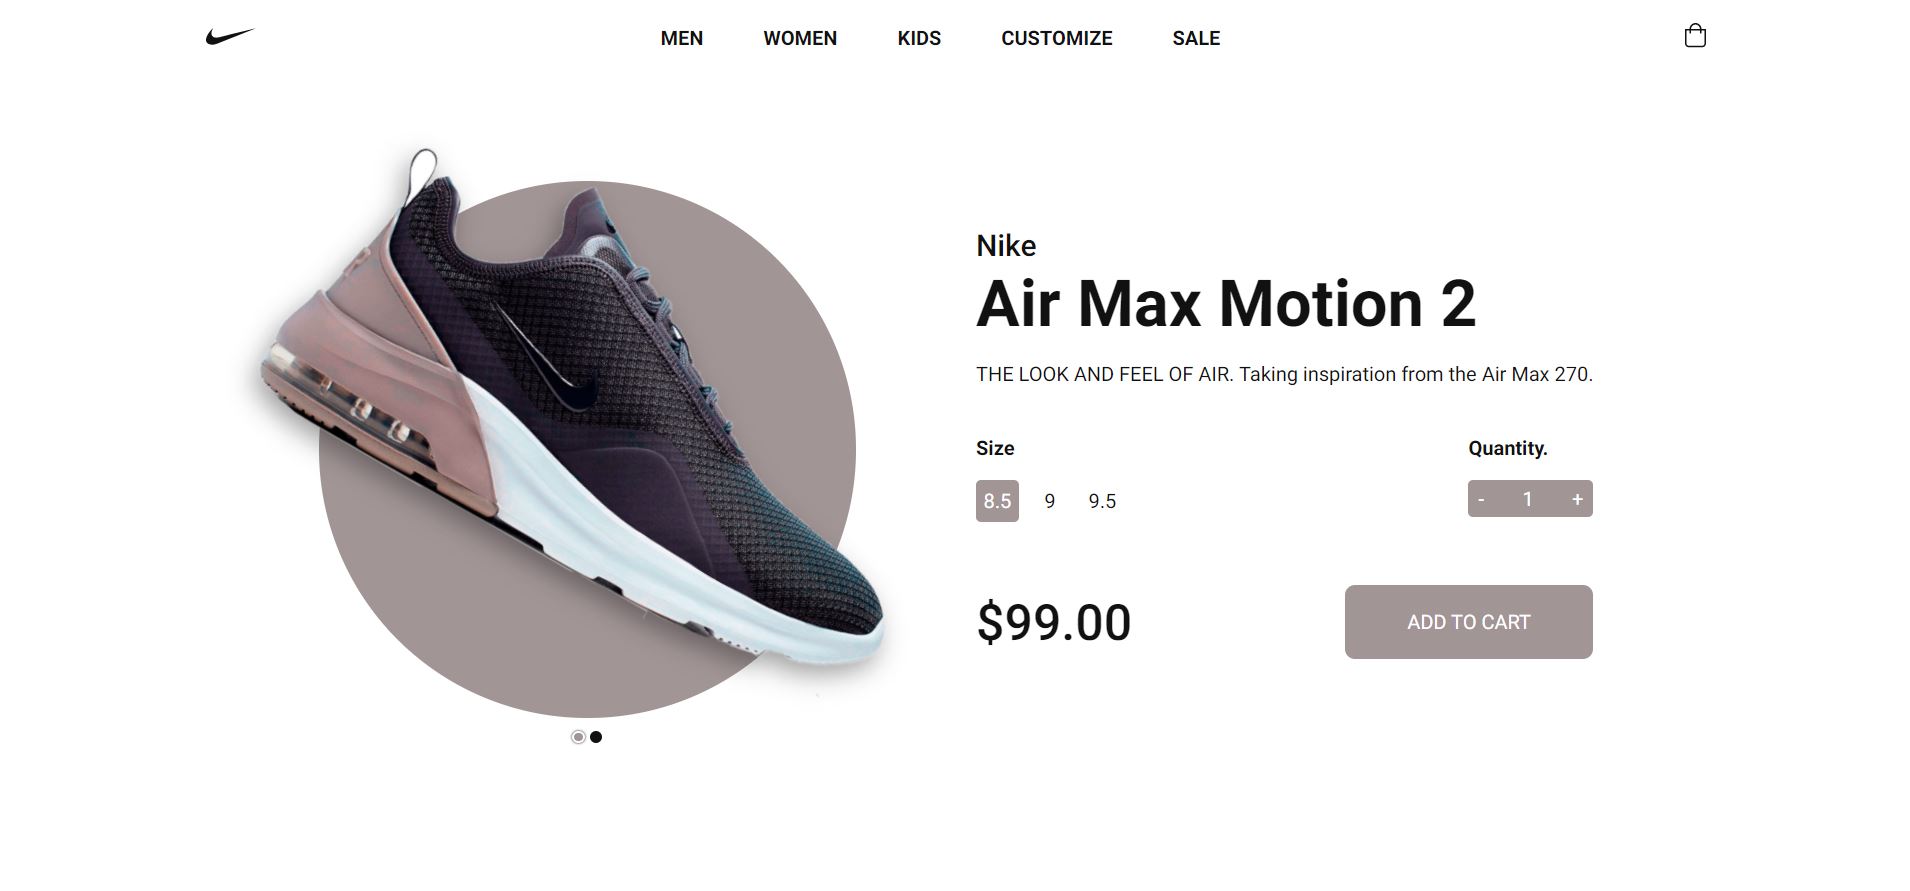 MEN WOMEN KIDS CUSTOMIZE SALE
Nike
Air Max Motion 2
THE LOOK AND FEEL OF AIR. Taking inspiration from the Air Max 270.
Size Quantity.
8.5 9 9.5 - 1 +
$99.00 ADD TO CART